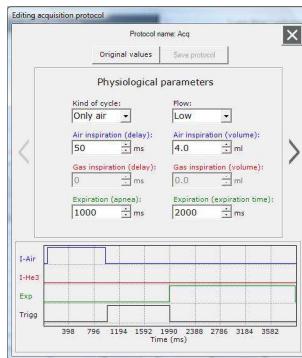 Editing acquisition protocol
Protocol name: Acq
Original values Save protocol
Physiological parameters
Kind of cycle: Flow:
Only air Low
Air inspiration (delay): Air inspiration (volume):
50 ms 4.0 ml
Gas inspiration (delay): Gas inspiration (volume):
0 ms 0.0 ml
Expiration (apnea): Expiration (expiration time):
1000 ms 2000 ms
I-Air
I-He3
Exp
Trigg
398 796 1194 1592 1990 2388 2786 3184 3582
Time (ms)